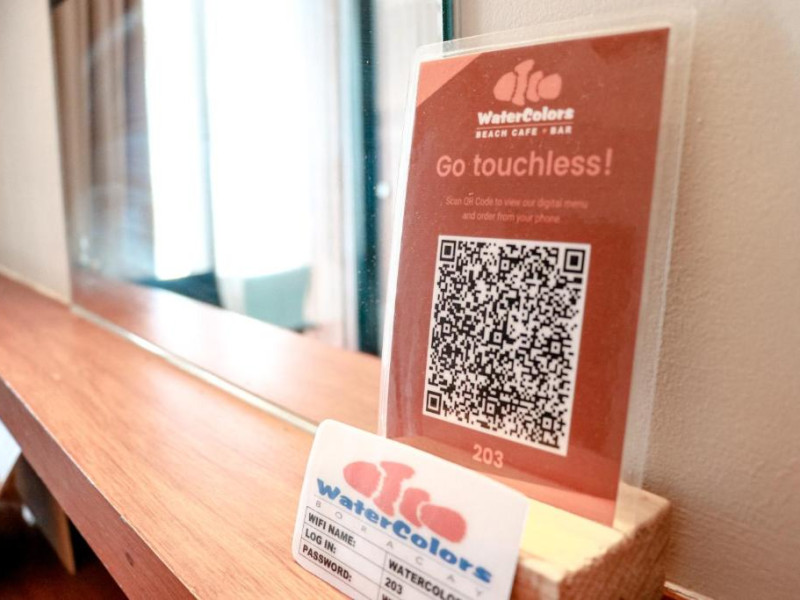 WaterColors
BEACH CAFE • BAR
Go touchless!
Scan QR Code to view our digital menu
and order from your phone.
203
WaterColors
BORACAY
WIFI NAME:
LOG IN: WATERCOLO
PASSWORD: 203